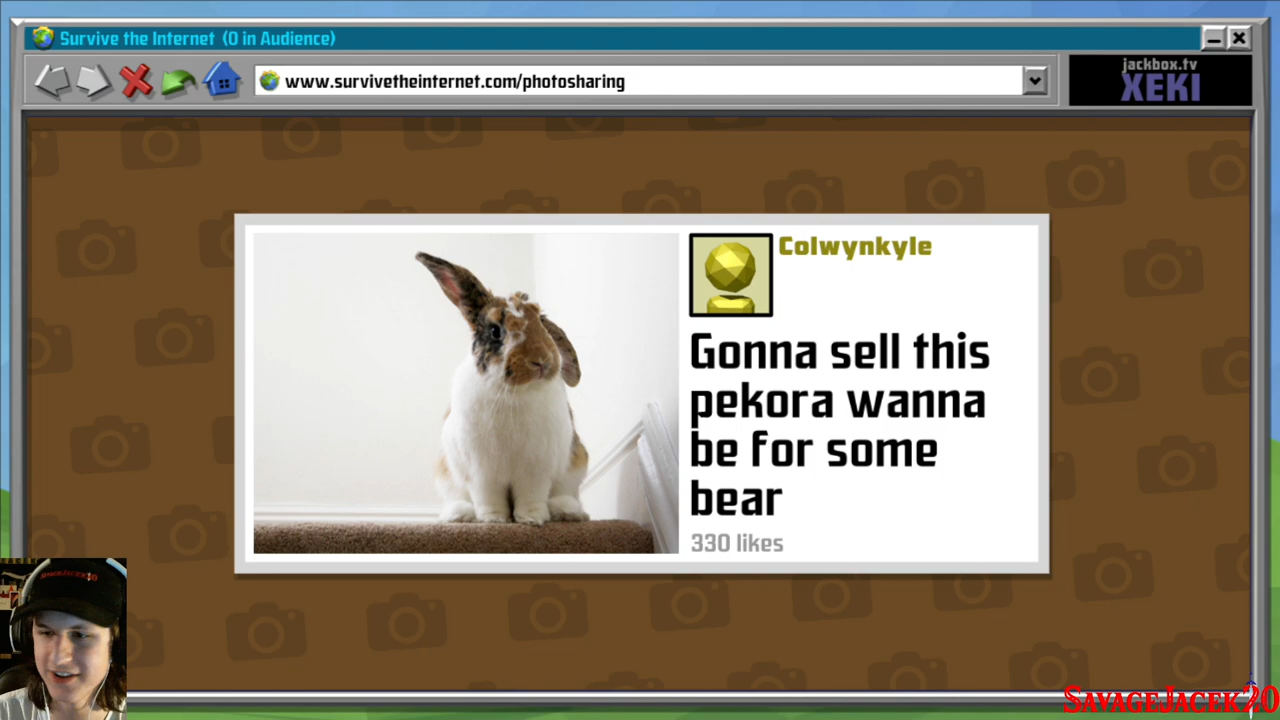 Survive the Internet (0 in Audience)
www.survivetheinternet.com/photosharing
jackbox.tv
XEKI
Colwynkyle
Gonna sell this
pekora wanna
be for some
bear
330 likes
SavageJacek20
SavageJacek20